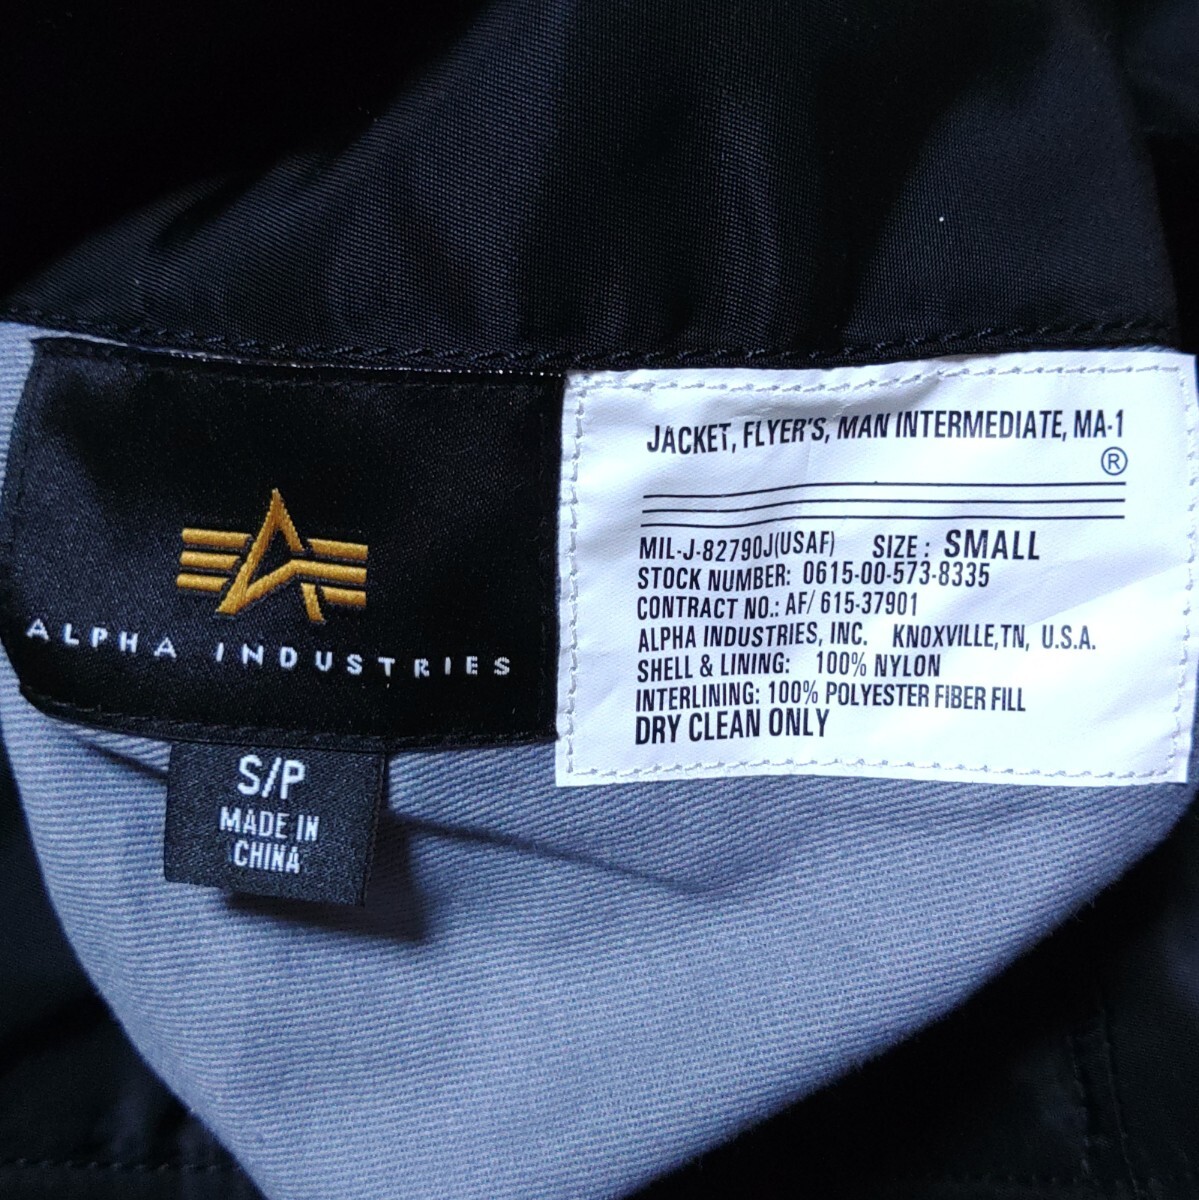 ALPHA INDUSTRIES
S/P
MADE IN
CHINA
JACKET, FLYER'S, MAN INTERMEDIATE, MA-1
®
MIL-J-82790J(USAF) SIZE: SMALL
STOCK NUMBER: 0615-00-573-8335
CONTRACT NO.: AF/ 615-37901
ALPHA INDUSTRIES, INC. KNOXVILLE,TN, U.S.A.
SHELL & LINING: 100% NYLON
INTERLINING: 100% POLYESTER FIBER FILL
DRY CLEAN ONLY